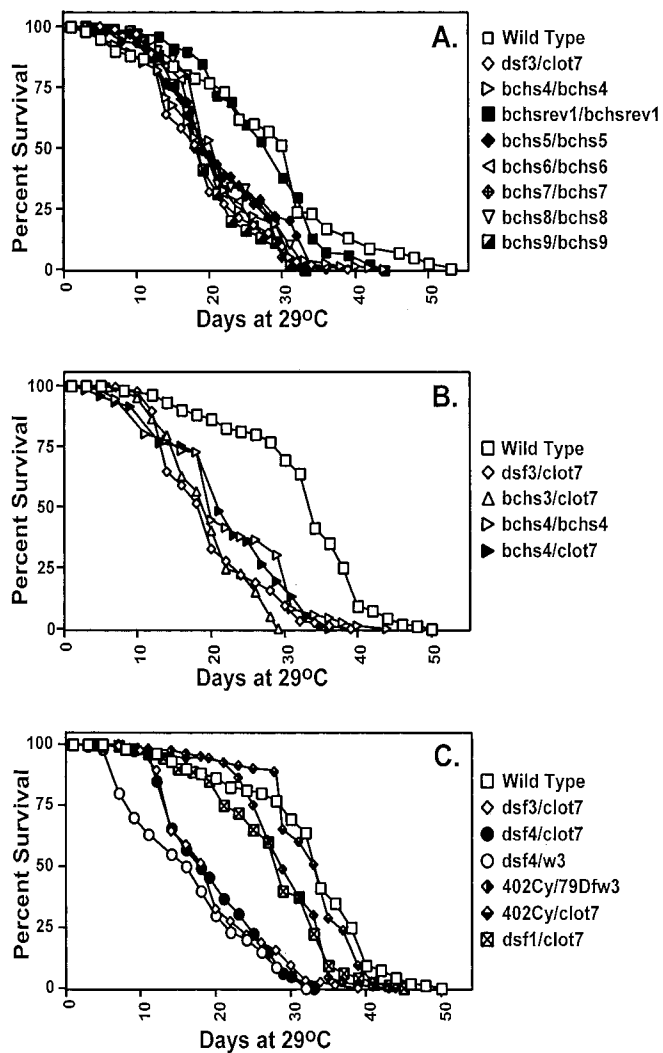 A.
Percent Survival
100
75
50
25
0
0
10
20
30
40
50
Days at 29°C
Wild Type
dsf3/clot7
bchs4/bchs4
bchsrev1/bchsrev1
bchs5/bchs5
bchs6/bchs6
bchs7/bchs7
bchs8/bchs8
bchs9/bchs9
B.
Percent Survival
100
75
50
25
0
0
10
20
30
40
50
Days at 29°C
Wild Type
dsf3/clot7
bchs3/clot7
bchs4/bchs4
bchs4/clot7
C.
Percent Survival
100
75
50
25
0
0
10
20
30
40
50
Days at 29°C
Wild Type
dsf3/clot7
dsf4/clot7
dsf4/w3
402Cy/79Dfw3
402Cy/clot7
dsf1/clot7